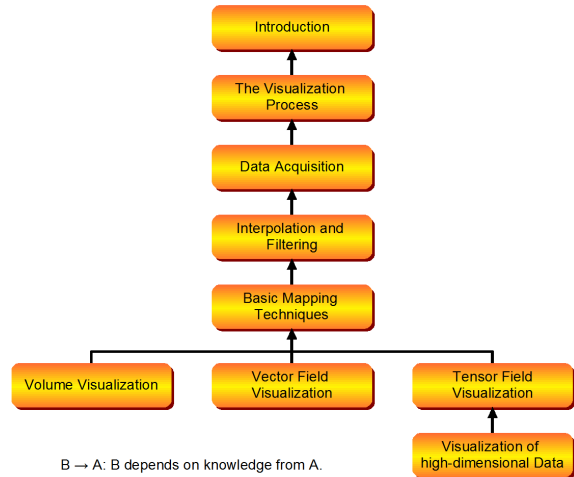 Introduction
The Visualization
Process
Data Acquisition
Interpolation and
Filtering
Basic Mapping
Techniques
Volume Visualization
Vector Field
Visualization
Tensor Field
Visualization
Visualization of
high-dimensional Data
B → A: B depends on knowledge from A.